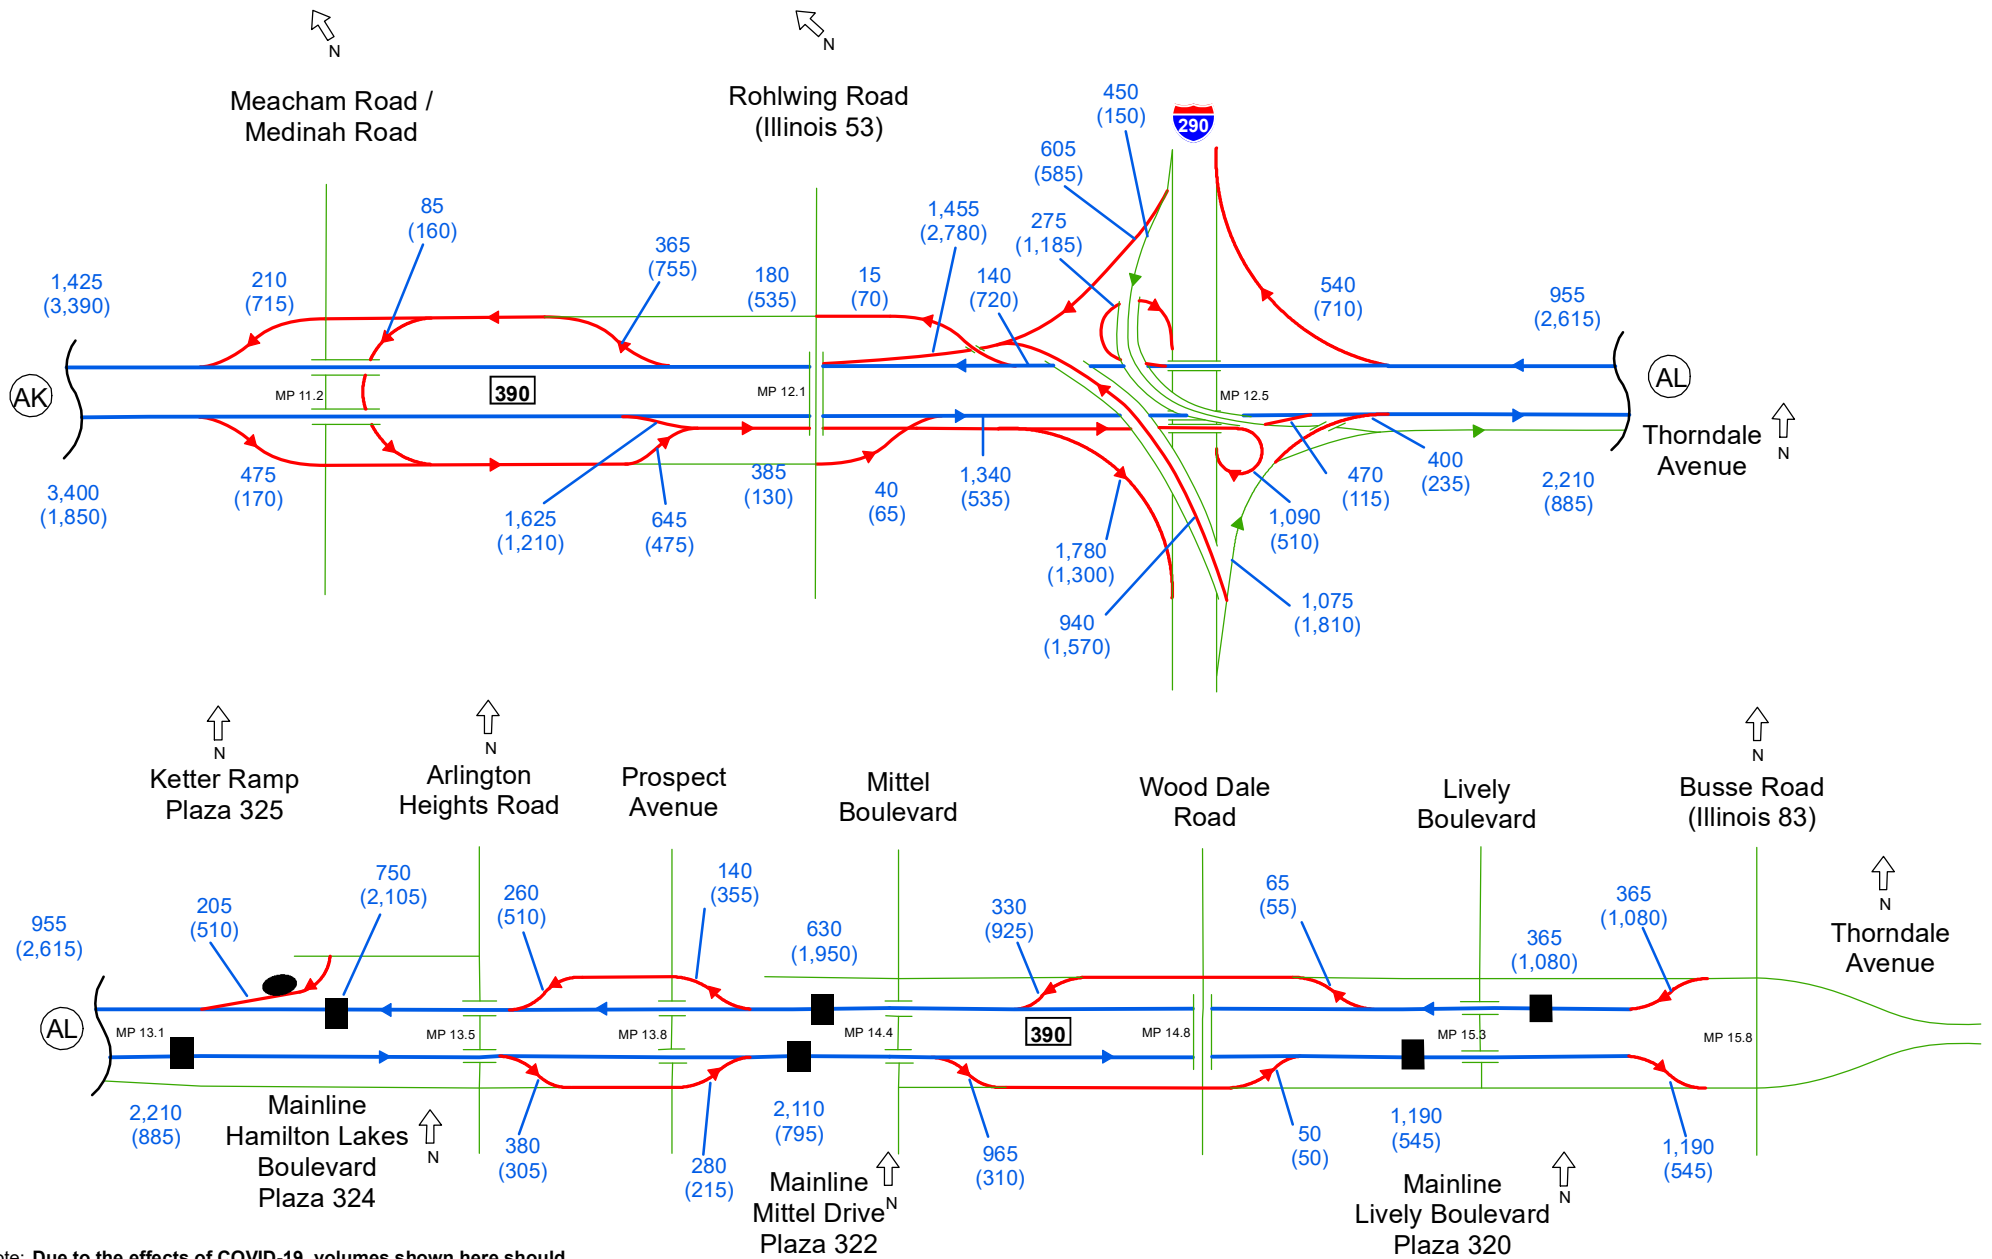 N
N
Meacham Road /
Medinah Road
Rohlwing Road
(Illinois 53)
450
(150)
290
605
(585)
85
(160)
1,455
(2,780)
275
(1,185)
365
(755)
1,425
(3,390)
210
(715)
180
(535)
15
(70)
140
(720)
540
(710)
955
(2,615)
AK
MP 11.2
390
MP 12.1
MP 12.5
AL
Thorndale
Avenue
N
3,400
(1,850)
475
(170)
1,625
(1,210)
645
(475)
385
(130)
40
(65)
1,340
(535)
1,780
(1,300)
940
(1,570)
1,090
(510)
470
(115)
400
(235)
2,210
(885)
1,075
(1,810)
N
N
N
Ketter Ramp
Plaza 325
Arlington
Heights Road
Prospect
Avenue
Mittel
Boulevard
Wood Dale
Road
Lively
Boulevard
Busse Road
(Illinois 83)
N
Thorndale
Avenue
955
(2,615)
205
(510)
750
(2,105)
260
(510)
140
(355)
630
(1,950)
330
(925)
65
(55)
365
(1,080)
365
(1,080)
AL
MP 13.1
MP 13.5
MP 13.8
MP 14.4
390
MP 14.8
MP 15.3
MP 15.8
2,210
(885)
Mainline
Hamilton Lakes
Boulevard
Plaza 324
N
380
(305)
280
(215)
2,110
(795)
Mainline
Mittel Drive
Plaza 322
N
965
(310)
50
(50)
1,190
(545)
Mainline
Lively Boulevard
Plaza 320
N
1,190
(545)
ote: Due to the effects of COVID-19, volumes shown here should